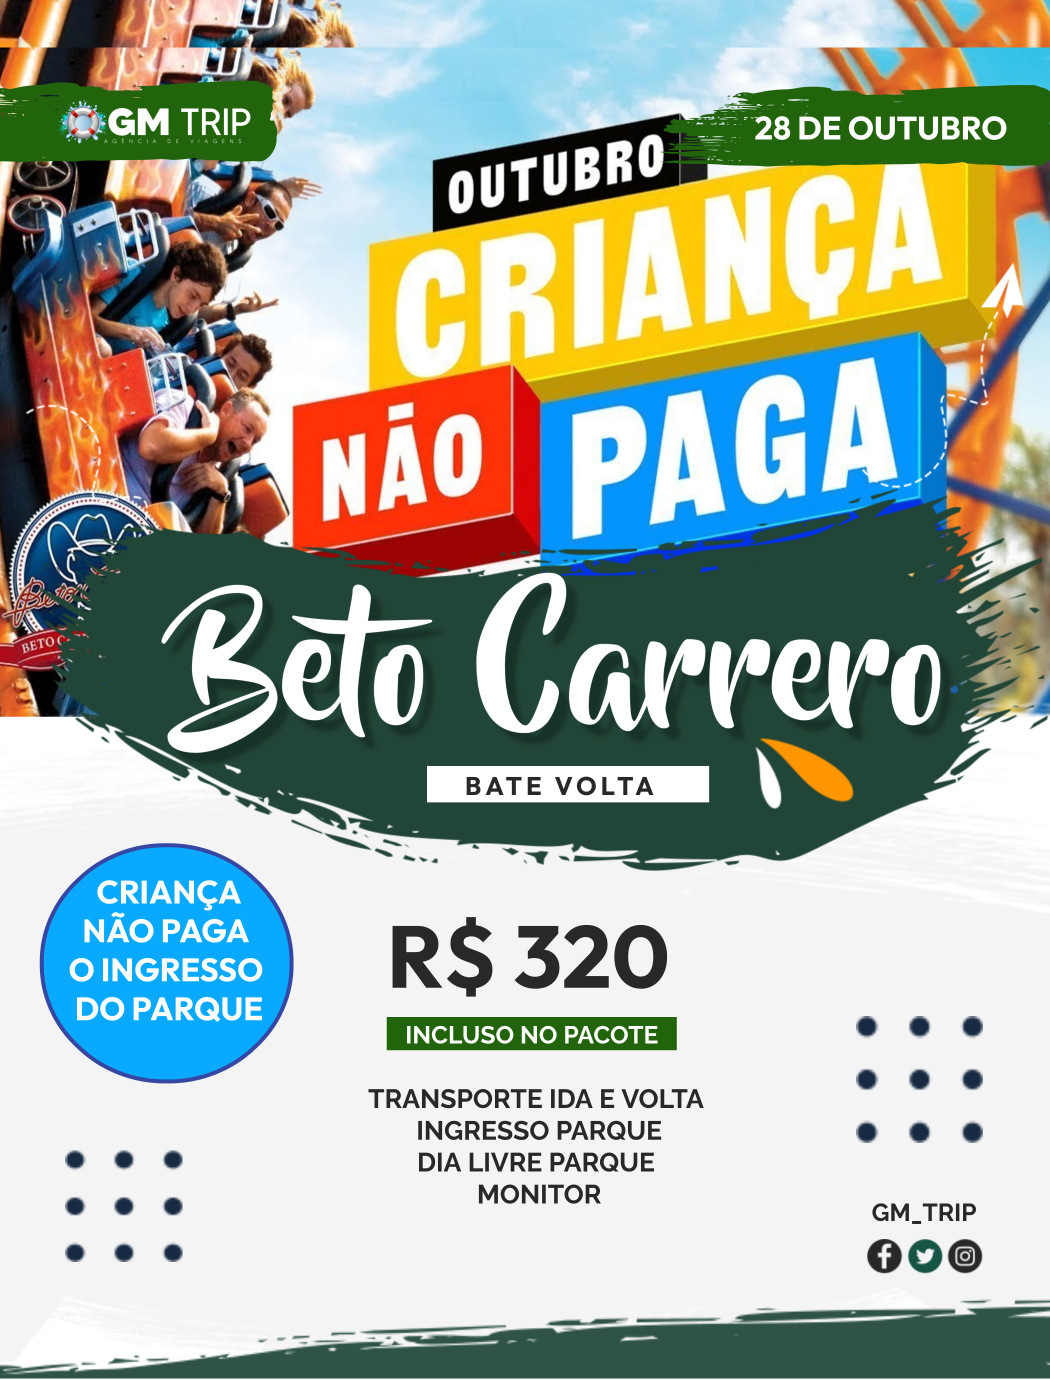 GM TRIP
AGÊNCIA DE VIAGENS
28 DE OUTUBRO
OUTUBRO
CRIANÇA
NÃO PAGA
BETO
Beto Carrero
BATE VOLTA
CRIANÇA
NÃO PAGA
O INGRESSO
DO PARQUE
R$ 320
INCLUSO NO PACOTE
TRANSPORTE IDA E VOLTA
INGRESSO PARQUE
DIA LIVRE PARQUE
MONITOR
GM_TRIP